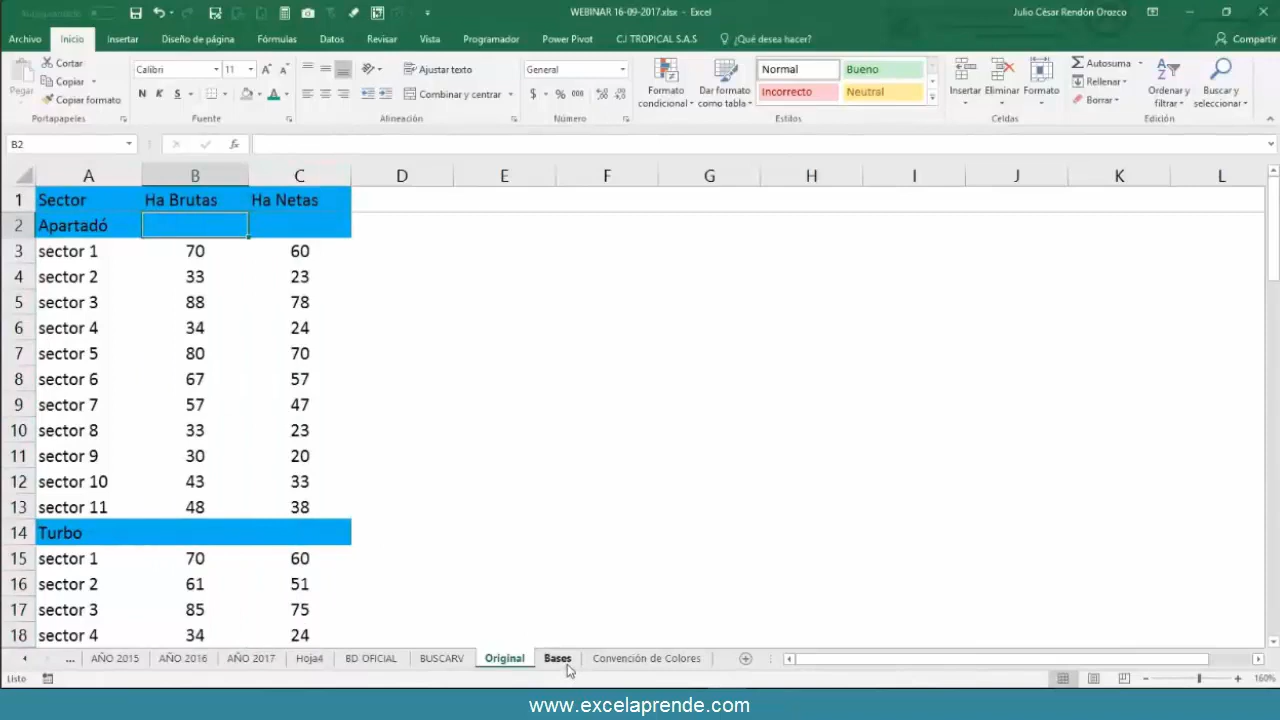 WEBINAR 16-09-2017.xlsx - Excel
Julio César Rendón Orozco
Archivo Inicio Insertar Diseño de página Fórmulas Datos Revisar Vista Programador Power Pivot C.I TROPICAL S.A.S ¿Qué desea hacer? Compartir
Pegar
Cortar
Copiar
Copiar formato
Portapapeles
Calibri 11
N K S
Fuente
Ajustar texto
Combinar y centrar
Alineación
General
$ % 000
Número
Formato condicional
Dar formato como tabla
Normal Bueno
Incorrecto Neutral
Estilos
Insertar Eliminar Formato
Celdas
Autosuma
Rellenar
Borrar
Ordenar y filtrar
Buscar y seleccionar
Edición
B2 fx
A B C D E F G H I J K L
1 Sector Ha Brutas Ha Netas
2 Apartadó
3 sector 1 70 60
4 sector 2 33 23
5 sector 3 88 78
6 sector 4 34 24
7 sector 5 80 70
8 sector 6 67 57
9 sector 7 57 47
10 sector 8 33 23
11 sector 9 30 20
12 sector 10 43 33
13 sector 11 48 38
14 Turbo
15 sector 1 70 60
16 sector 2 61 51
17 sector 3 85 75
18 sector 4 34 24
... AÑO 2015 AÑO 2016 AÑO 2017 Hoja4 BD OFICIAL BUSCARV Original Bases Convención de Colores
Listo 160%
www.excelaprende.com